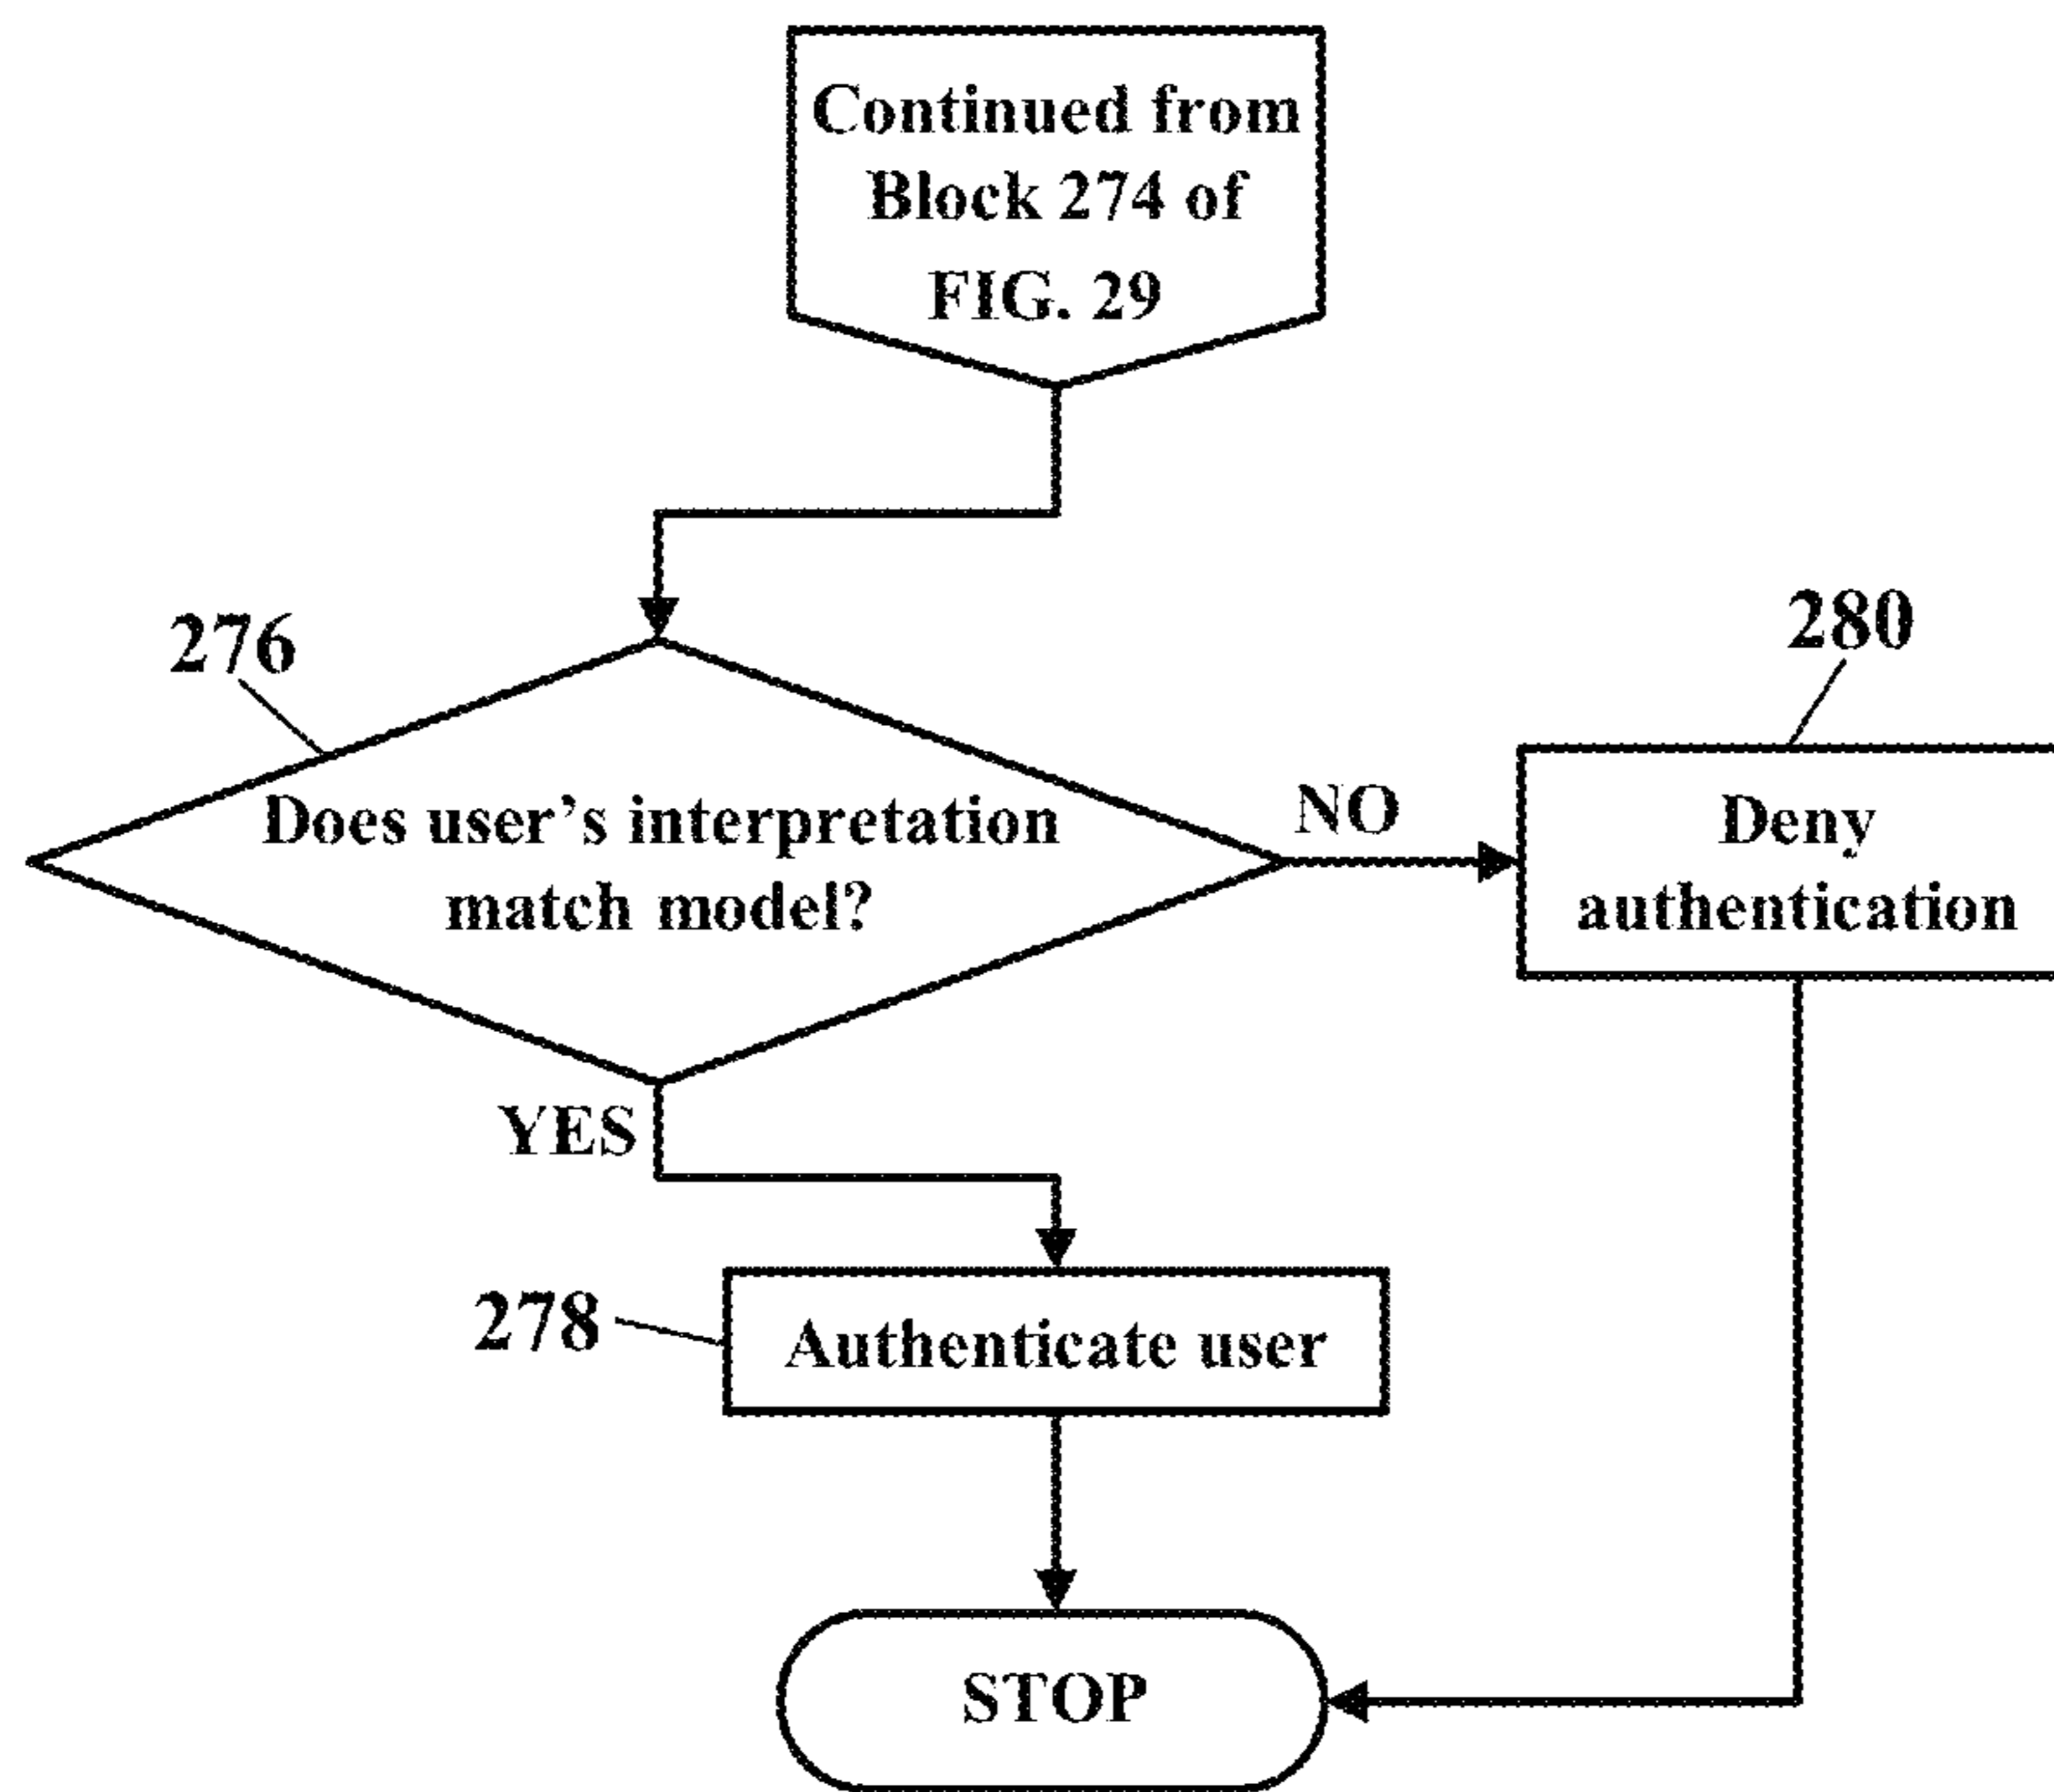 Continued from
Block 274 of
FIG. 29
276
280
Does user's interpretation
match model?
NO
Deny
authentication
YES
278
Authenticate user
STOP